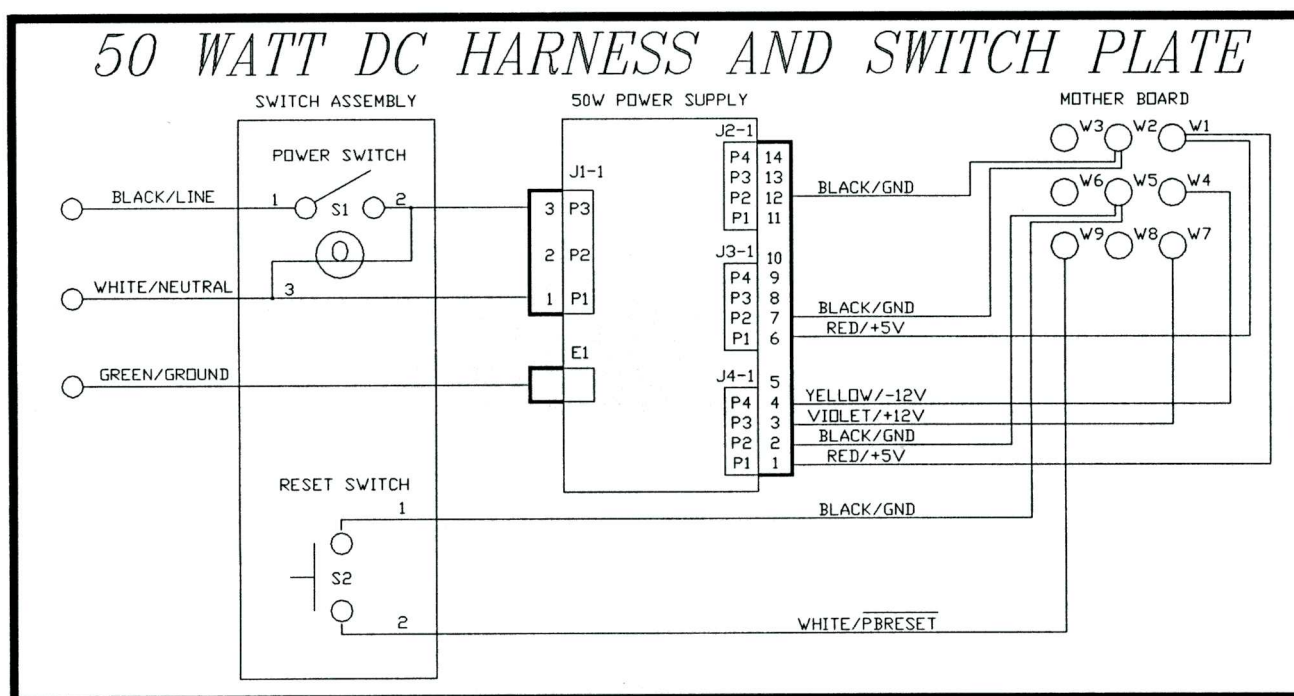 50 WATT DC HARNESS AND SWITCH PLATE
SWITCH ASSEMBLY
50W POWER SUPPLY
MOTHER BOARD
POWER SWITCH
BLACK/LINE
1
S1
2
WHITE/NEUTRAL
3
GREEN/GROUND
RESET SWITCH
1
S2
2
J1-1
3 P3
2 P2
1 P1
E1
J2-1
P4 14
P3 13
P2 12
P1 11
J3-1 10
P4 9
P3 8
P2 7
P1 6
J4-1 5
P4 4
P3 3
P2 2
P1 1
BLACK/GND
BLACK/GND
RED/+5V
YELLOW/-12V
VIOLET/+12V
BLACK/GND
RED/+5V
BLACK/GND
WHITE/PBRESET
W3 W2 W1
W6 W5 W4
W9 W8 W7